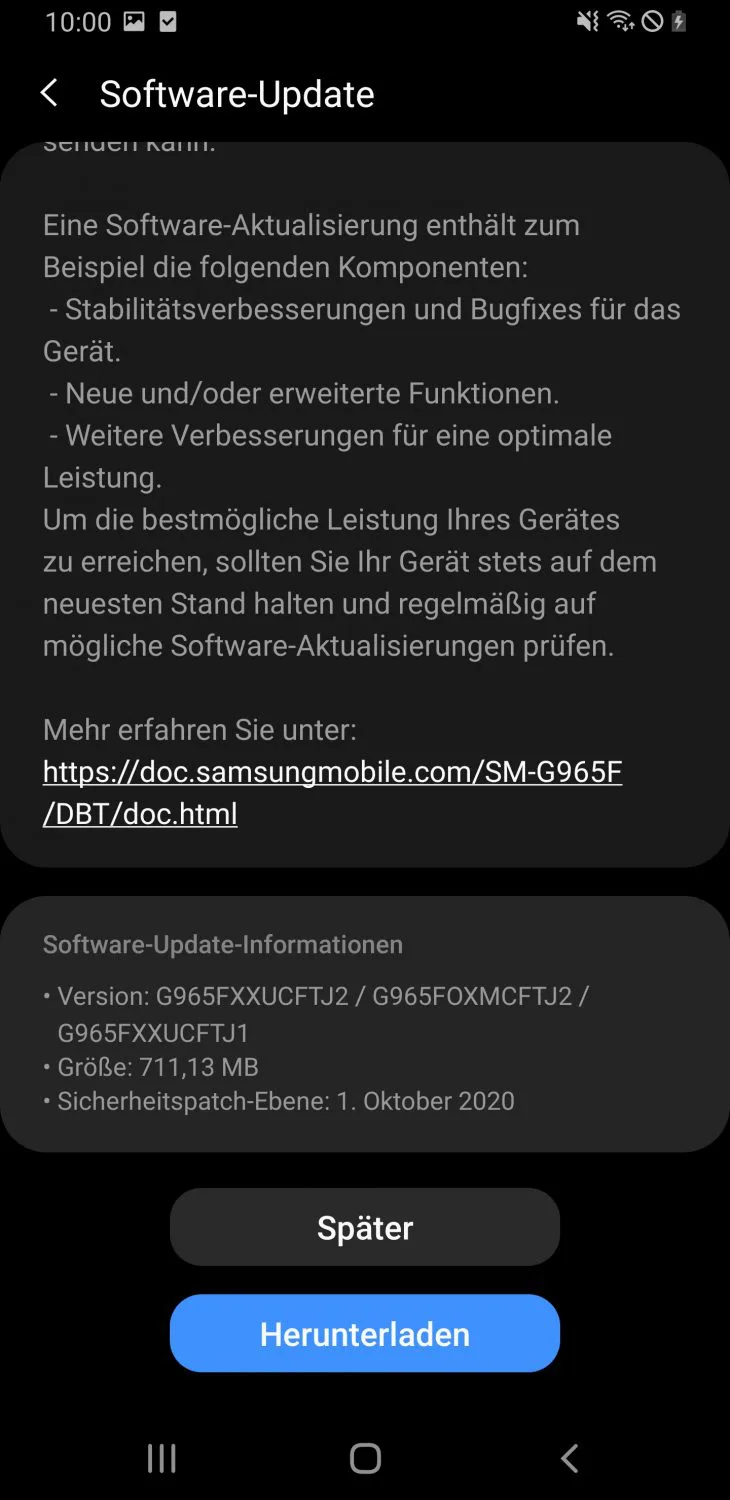 10:00
Software-Update
senden kann.
Eine Software-Aktualisierung enthält zum
Beispiel die folgenden Komponenten:
- Stabilitätsverbesserungen und Bugfixes für das
Gerät.
- Neue und/oder erweiterte Funktionen.
- Weitere Verbesserungen für eine optimale
Leistung.
Um die bestmögliche Leistung Ihres Gerätes
zu erreichen, sollten Sie Ihr Gerät stets auf dem
neuesten Stand halten und regelmäßig auf
mögliche Software-Aktualisierungen prüfen.
Mehr erfahren Sie unter:
https://doc.samsungmobile.com/SM-G965F
/DBT/doc.html
Software-Update-Informationen
• Version: G965FXXUCFTJ2 / G965FOXMCFTJ2 /
G965FXXUCFTJ1
• Größe: 711,13 MB
• Sicherheitspatch-Ebene: 1. Oktober 2020
Später
Herunterladen